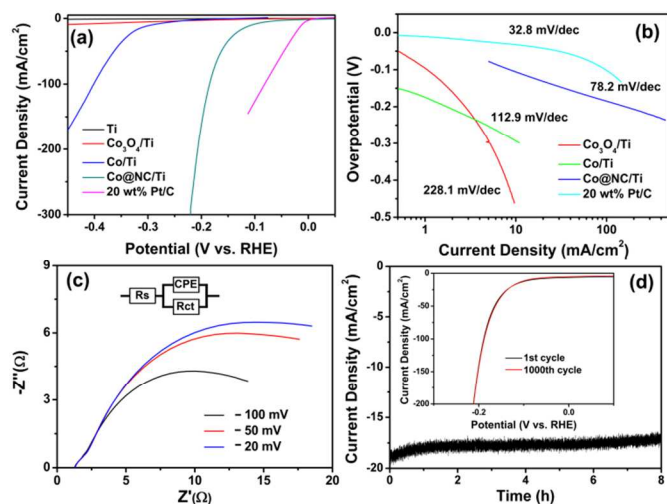 (a)
Current Density (mA/cm²)
0
-100
-200
-300
Ti
Co₃O₄/Ti
Co/Ti
Co@NC/Ti
20 wt% Pt/C
-0.4
-0.3
-0.2
-0.1
0.0
Potential (V vs. RHE)
(b)
Overpotential (V)
0.1
0.0
-0.1
-0.2
-0.3
-0.4
-0.5
32.8 mV/dec
78.2 mV/dec
112.9 mV/dec
228.1 mV/dec
Co₃O₄/Ti
Co/Ti
Co@NC/Ti
20 wt% Pt/C
1
10
100
Current Density (mA/cm²)
(c)
-Z''(Ω)
9
6
3
0
Rs
CPE
Rct
− 100 mV
− 50 mV
− 20 mV
0
5
10
15
20
Z'(Ω)
(d)
Current Density (mA/cm²)
0
-5
-10
-15
-20
Current Density (mA/cm²)
0
-50
-100
-150
-200
1st cycle
1000th cycle
-0.2
0.0
Potential (V vs. RHE)
0
2
4
6
8
Time (h)